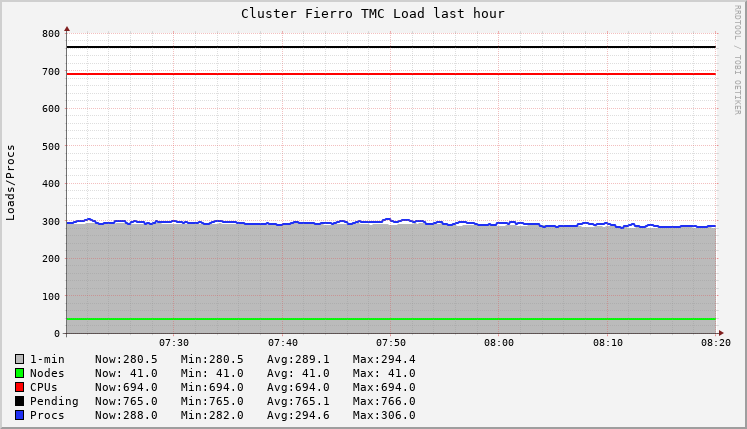 Cluster Fierro TMC Load last hour
RRDTOOL / TOBI OETIKER
Loads/Procs
800
700
600
500
400
300
200
100
0
07:30 07:40 07:50 08:00 08:10 08:20
1-min Now:280.5 Min:280.5 Avg:289.1 Max:294.4
Nodes Now: 41.0 Min: 41.0 Avg: 41.0 Max: 41.0
CPUs Now:694.0 Min:694.0 Avg:694.0 Max:694.0
Pending Now:765.0 Min:765.0 Avg:765.1 Max:766.0
Procs Now:288.0 Min:282.0 Avg:294.6 Max:306.0